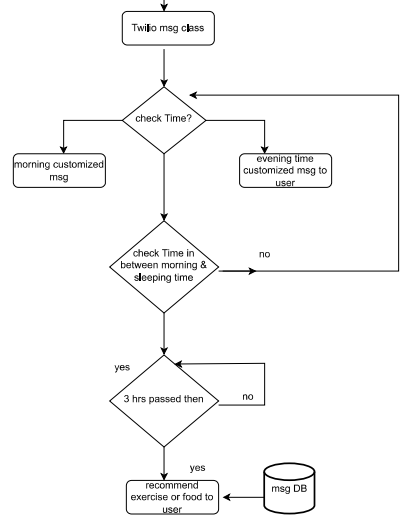 Twilio msg class
check Time?
morning customized
msg
evening time
customized msg to
user
check Time in
between morning &
sleeping time
no
yes
3 hrs passed then
no
yes
recommend
exercise or food to
user
msg DB